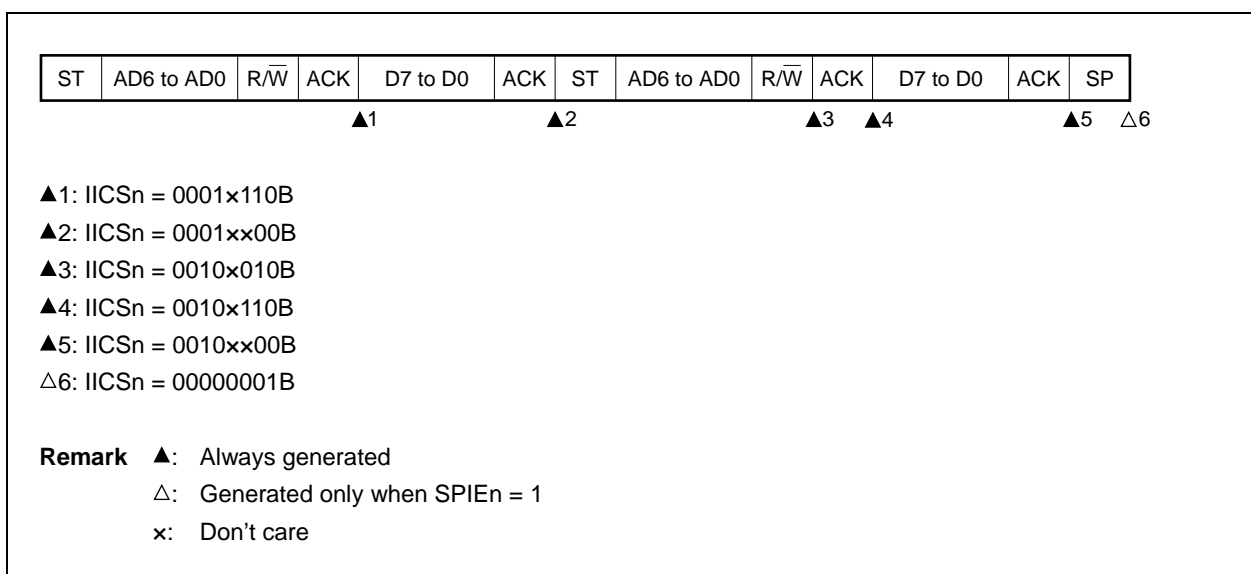 ST AD6 to AD0 R/W̅ ACK D7 to D0 ACK ST AD6 to AD0 R/W̅ ACK D7 to D0 ACK SP
▲1 ▲2 ▲3 ▲4 ▲5 △6
▲1: IICSn = 0001×110B
▲2: IICSn = 0001××00B
▲3: IICSn = 0010×010B
▲4: IICSn = 0010×110B
▲5: IICSn = 0010××00B
△6: IICSn = 00000001B
Remark ▲: Always generated
△: Generated only when SPIEn = 1
×: Don't care